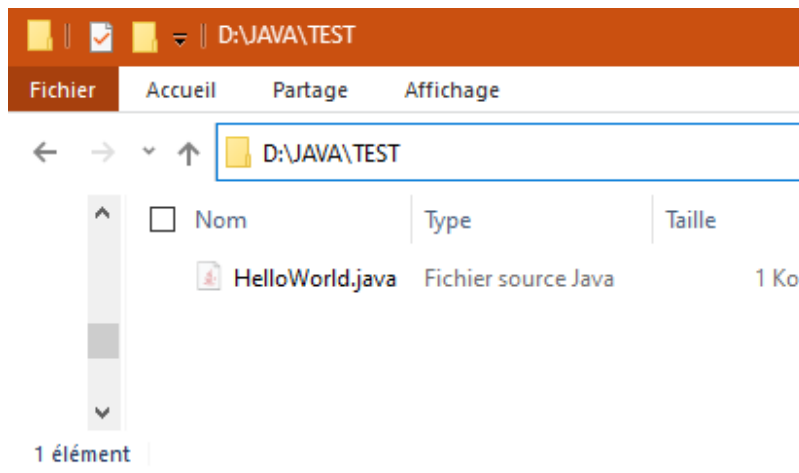 D:\JAVA\TEST
Fichier Accueil Partage Affichage
D:\JAVA\TEST
Nom Type Taille
HelloWorld.java Fichier source Java 1 Ko
1 élément